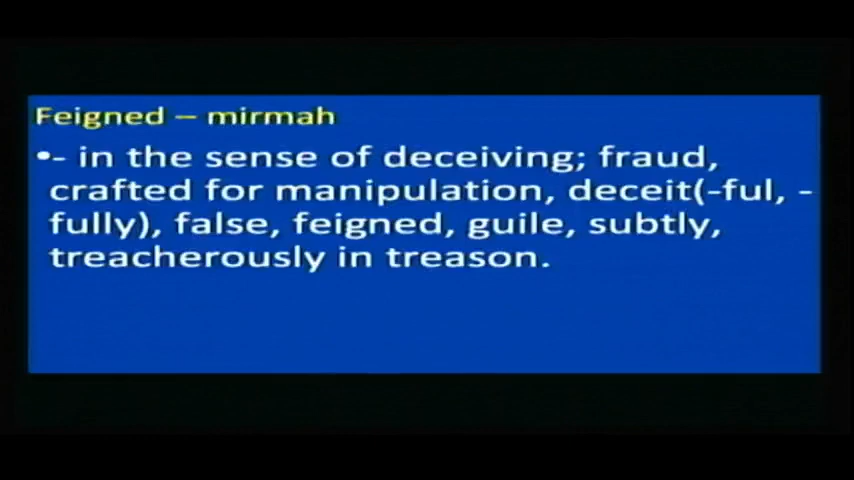 Feigned – mirmah
•- in the sense of deceiving; fraud,
crafted for manipulation, deceit(-ful, -
fully), false, feigned, guile, subtly,
treacherously in treason.